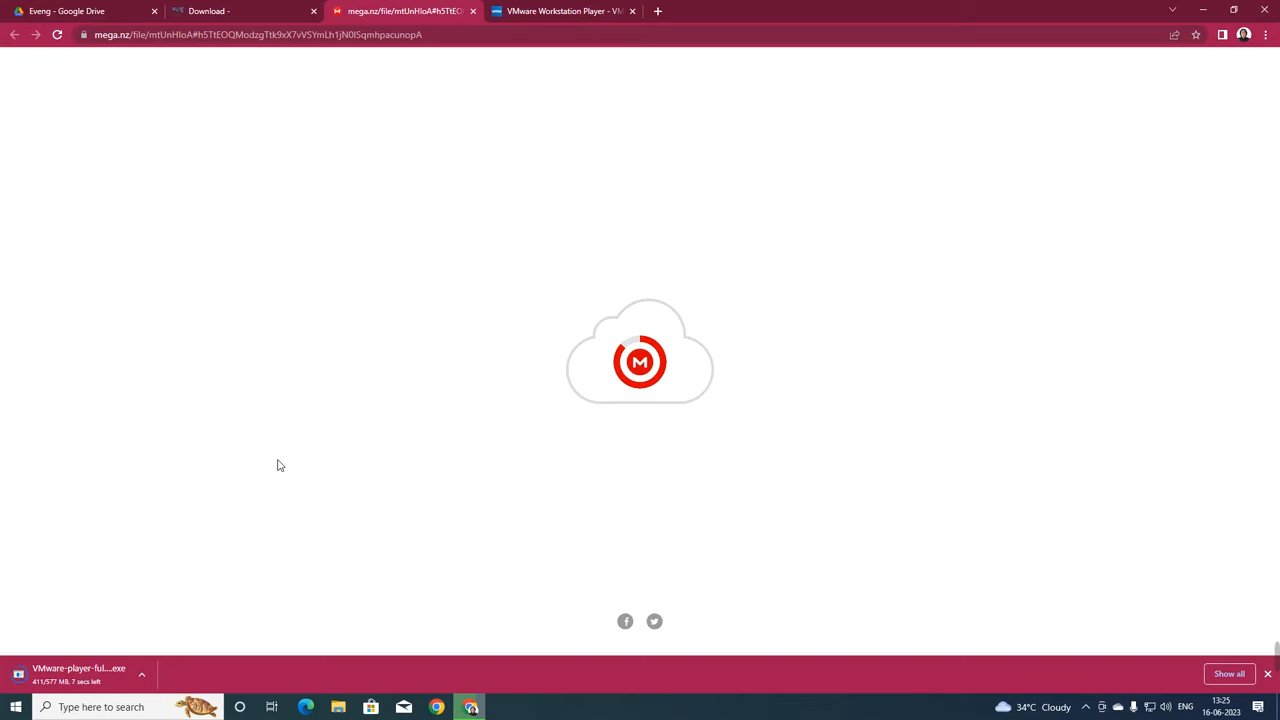 Eveng - Google Drive
Download -
mega.nz/file/mtUnHloA#h5TtEO
VMware Workstation Player - VM
mega.nz/file/mtUnHloA#h5TtEOQModzgTtk9xX7vVSYmLh1jN0lSqmhpacunopA
M
VMware-player-ful....exe
411/577 MB, 7 secs left
Show all
Type here to search
34°C Cloudy
13:25
16-06-2023